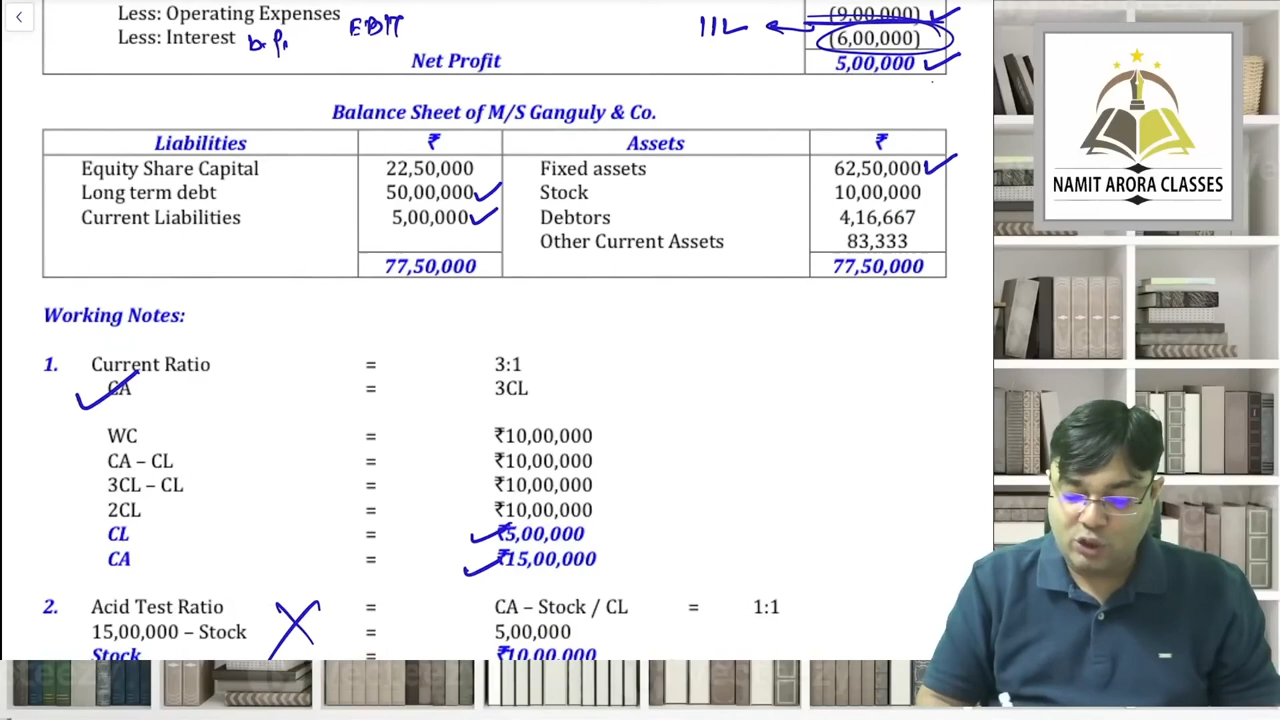 Less: Operating Expenses (9,00,000)
Less: Interest b.f. EBIT 11L (6,00,000)
Net Profit 5,00,000
Balance Sheet of M/S Ganguly & Co.
Liabilities ₹ Assets ₹
Equity Share Capital 22,50,000 Fixed assets 62,50,000
Long term debt 50,00,000 Stock 10,00,000
Current Liabilities 5,00,000 Debtors 4,16,667
Other Current Assets 83,333
77,50,000 77,50,000
Working Notes:
1. Current Ratio = 3:1
CA = 3CL
WC = ₹10,00,000
CA – CL = ₹10,00,000
3CL – CL = ₹10,00,000
2CL = ₹10,00,000
CL = ₹5,00,000
CA = ₹15,00,000
2. Acid Test Ratio = CA – Stock / CL = 1:1
15,00,000 – Stock = 5,00,000
Stock = ₹10,00,000
NAMIT ARORA CLASSES